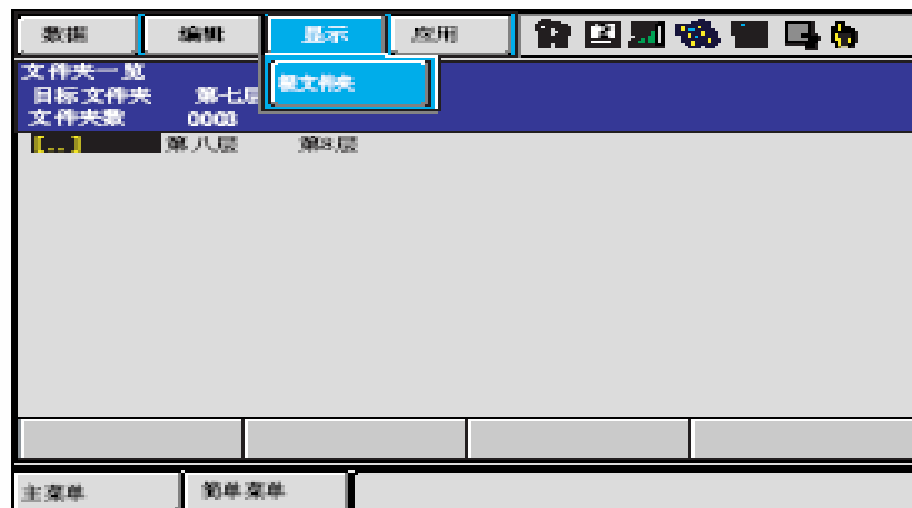 数据 编辑 显示 应用
根文件夹
文件夹一览
目标文件夹 第七层
文件夹数 0003
[..] 第八层 第8层
主菜单 简单菜单